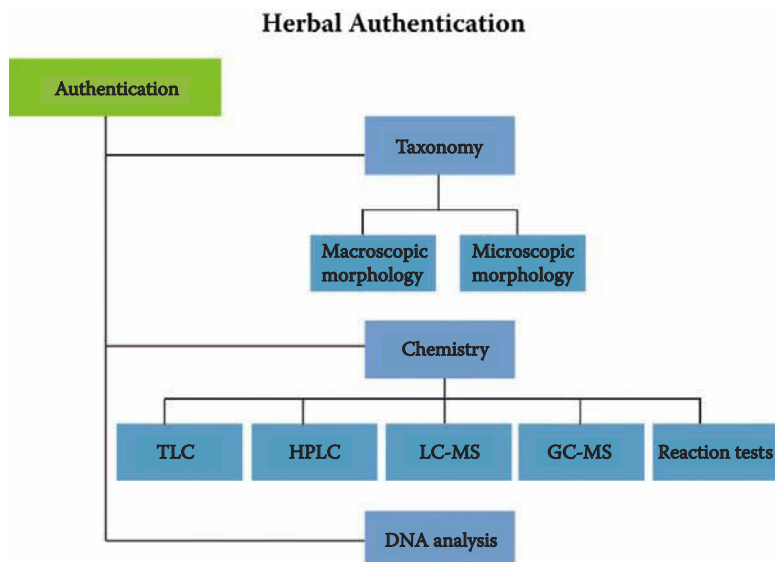 Herbal Authentication
Authentication
Taxonomy
Macroscopic
morphology
Microscopic
morphology
Chemistry
TLC
HPLC
LC-MS
GC-MS
Reaction tests
DNA analysis